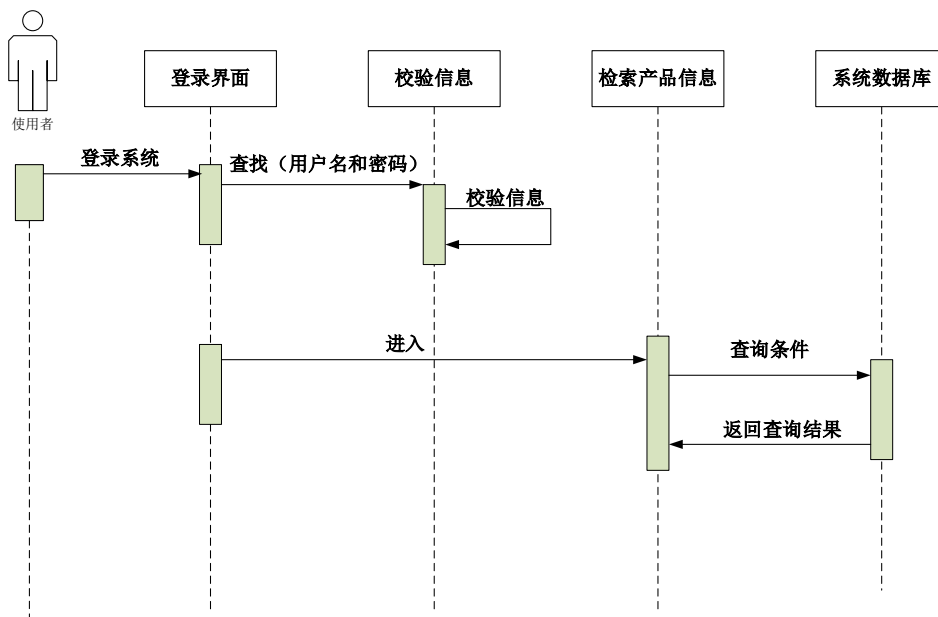 登录界面
校验信息
检索产品信息
系统数据库
使用者
登录系统
查找（用户名和密码）
校验信息
进入
查询条件
返回查询结果